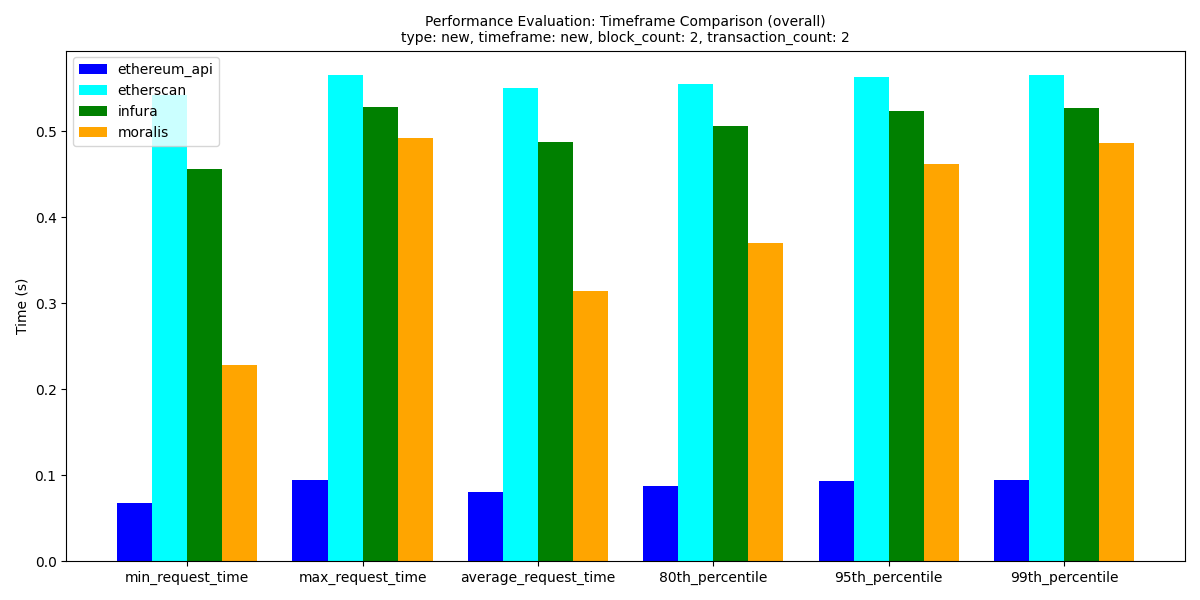 Performance Evaluation: Timeframe Comparison (overall)
type: new, timeframe: new, block_count: 2, transaction_count: 2
ethereum_api
etherscan
infura
moralis
Time (s)
0.5
0.4
0.3
0.2
0.1
0.0
min_request_time
max_request_time
average_request_time
80th_percentile
95th_percentile
99th_percentile